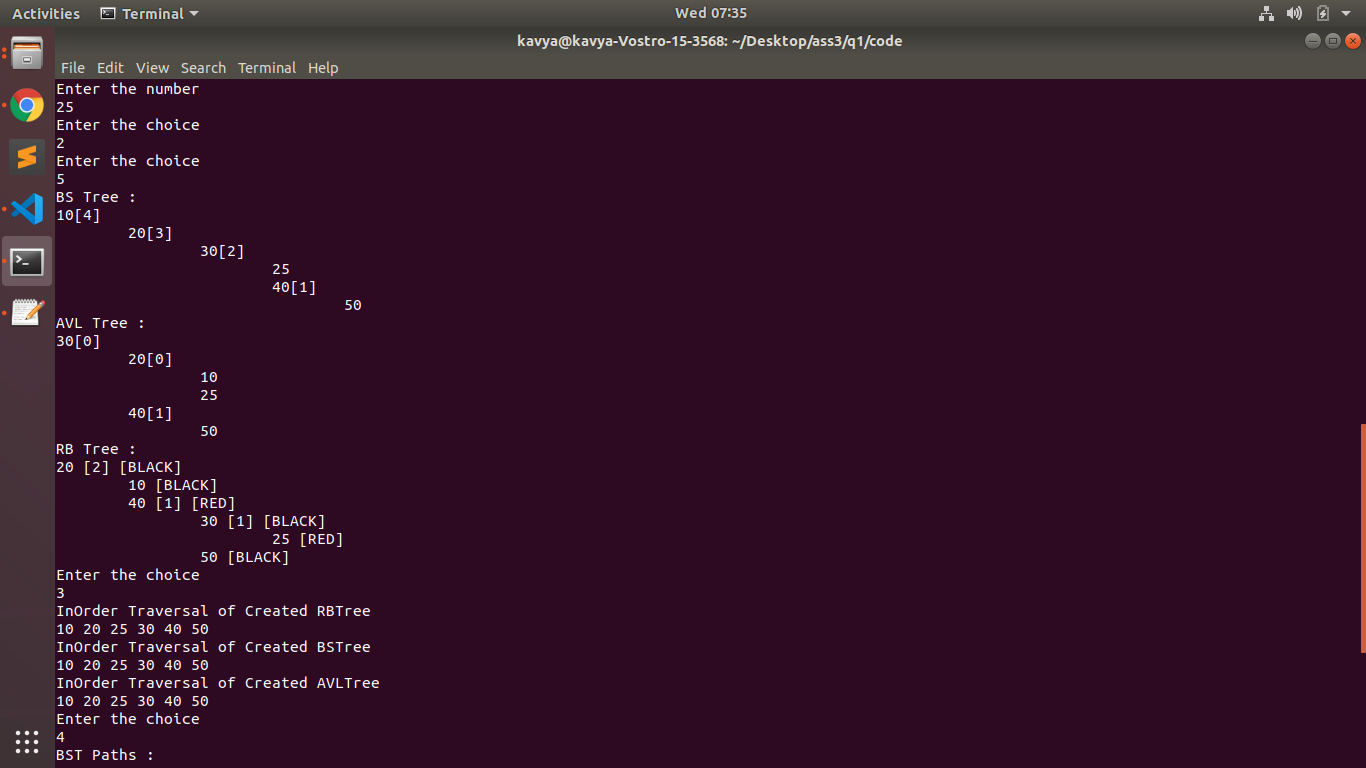 Activities Terminal Wed 07:35
kavya@kavya-Vostro-15-3568: ~/Desktop/ass3/q1/code
File Edit View Search Terminal Help
Enter the number
25
Enter the choice
2
Enter the choice
5
BS Tree :
10[4]
20[3]
30[2]
25
40[1]
50
AVL Tree :
30[0]
20[0]
10
25
40[1]
50
RB Tree :
20 [2] [BLACK]
10 [BLACK]
40 [1] [RED]
30 [1] [BLACK]
25 [RED]
50 [BLACK]
Enter the choice
3
InOrder Traversal of Created RBTree
10 20 25 30 40 50
InOrder Traversal of Created BSTree
10 20 25 30 40 50
InOrder Traversal of Created AVLTree
10 20 25 30 40 50
Enter the choice
4
BST Paths :